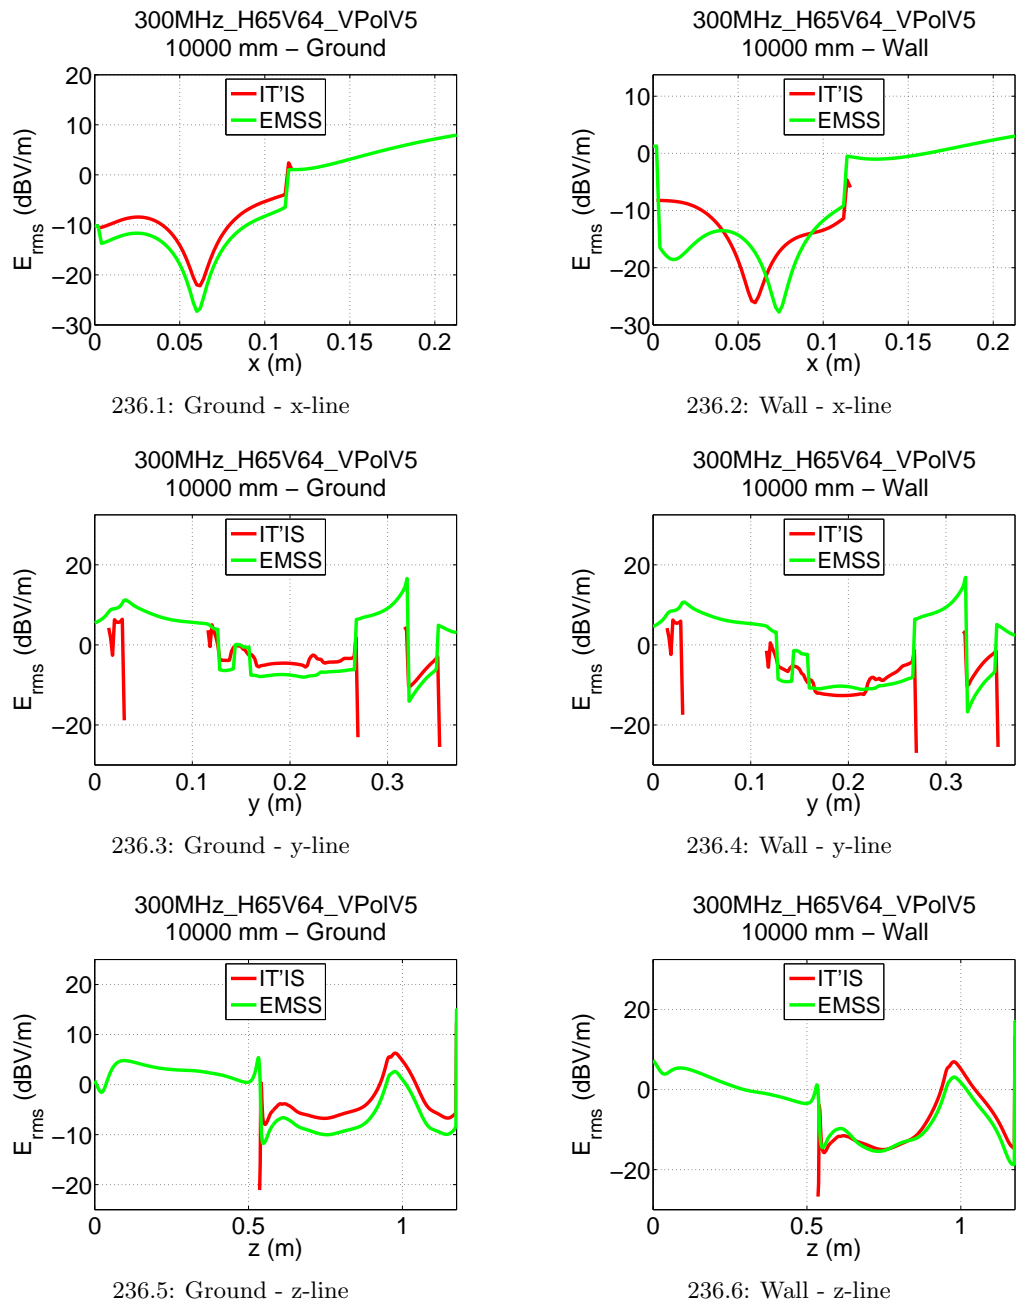 300MHz_H65V64_VPolV5
10000 mm – Ground
20
10
0
−10
−20
−30
E_rms (dBV/m)
IT'IS
EMSS
0
0.05
0.1
0.15
0.2
x (m)
236.1: Ground - x-line
300MHz_H65V64_VPolV5
10000 mm – Wall
10
0
−10
−20
−30
E_rms (dBV/m)
IT'IS
EMSS
0
0.05
0.1
0.15
0.2
x (m)
236.2: Wall - x-line
300MHz_H65V64_VPolV5
10000 mm – Ground
20
0
−20
E_rms (dBV/m)
IT'IS
EMSS
0
0.1
0.2
0.3
y (m)
236.3: Ground - y-line
300MHz_H65V64_VPolV5
10000 mm – Wall
20
0
−20
E_rms (dBV/m)
IT'IS
EMSS
0
0.1
0.2
0.3
y (m)
236.4: Wall - y-line
300MHz_H65V64_VPolV5
10000 mm – Ground
20
10
0
−10
−20
E_rms (dBV/m)
IT'IS
EMSS
0
0.5
1
z (m)
236.5: Ground - z-line
300MHz_H65V64_VPolV5
10000 mm – Wall
20
0
−20
E_rms (dBV/m)
IT'IS
EMSS
0
0.5
1
z (m)
236.6: Wall - z-line